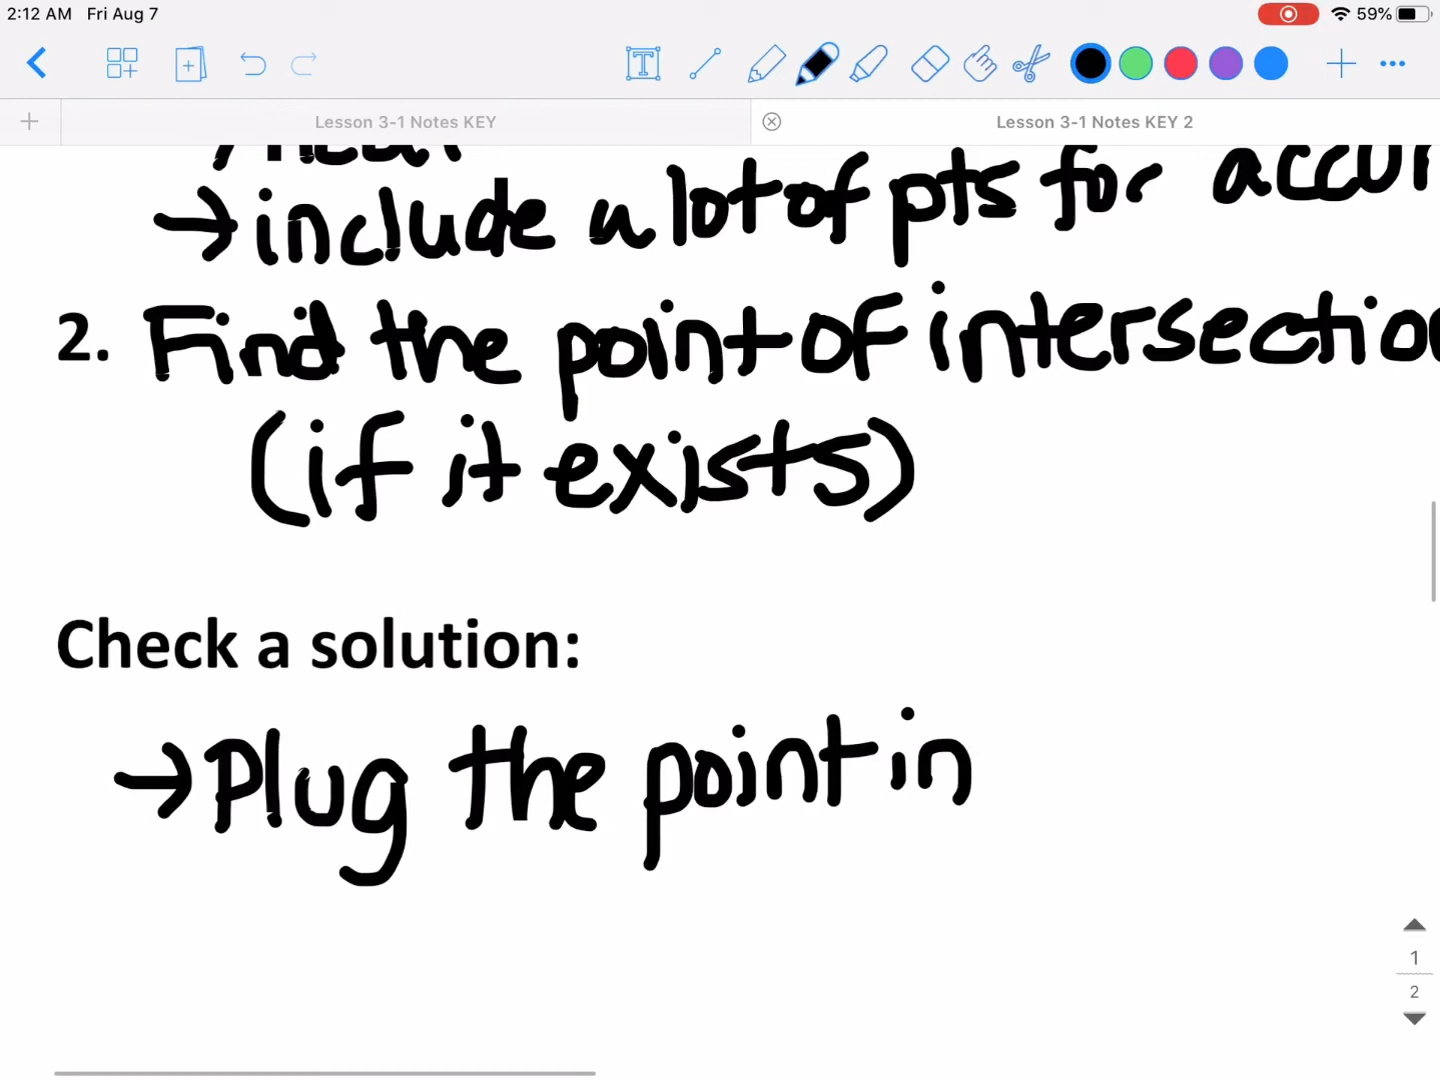 2:12 AM Fri Aug 7 59%
T
Lesson 3-1 Notes KEY Lesson 3-1 Notes KEY 2
→ include a lot of pts for
2. Find the point of intersection
(if it exists)
Check a solution:
→ Plug the point in
1
2